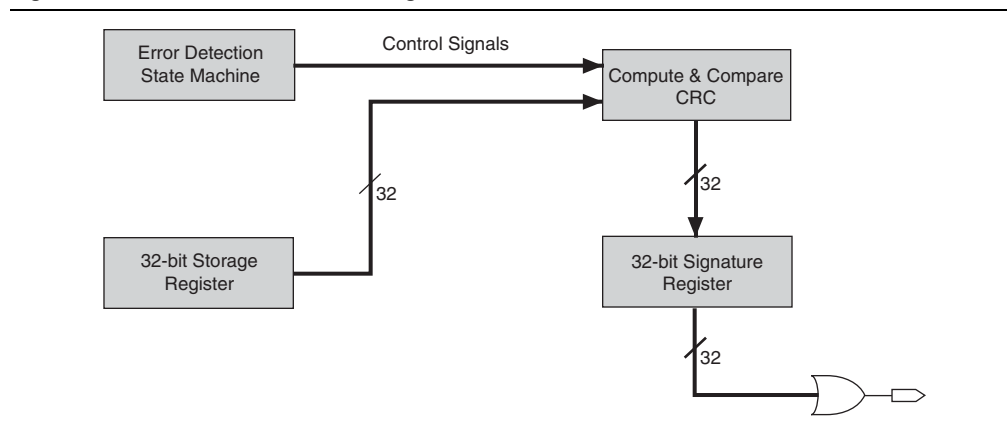 Error Detection
State Machine
Control Signals
Compute & Compare
CRC
32
32
32-bit Storage
Register
32-bit Signature
Register
32